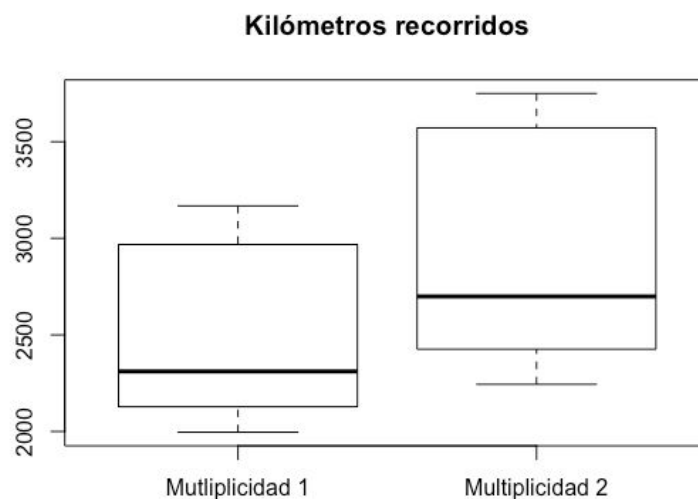 Kilómetros recorridos
3500
3000
2500
2000
Mutliplicidad 1
Multiplicidad 2